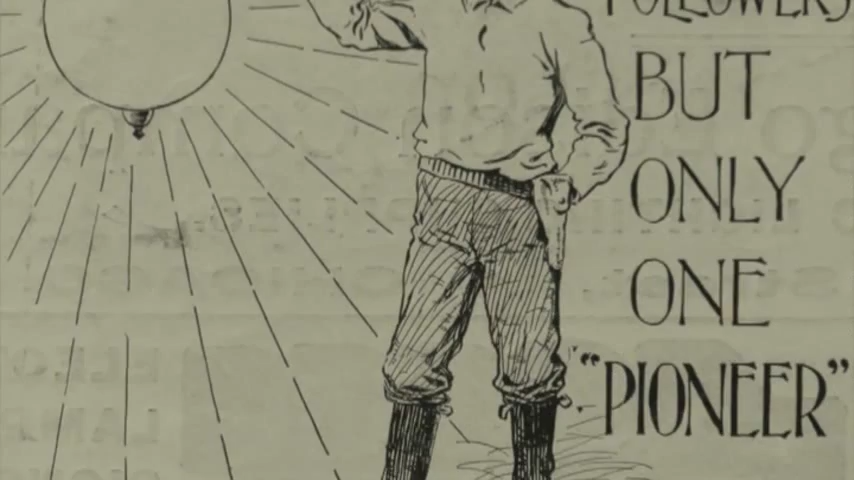 FOLLOWERS
BUT
ONLY
ONE
"PIONEER"